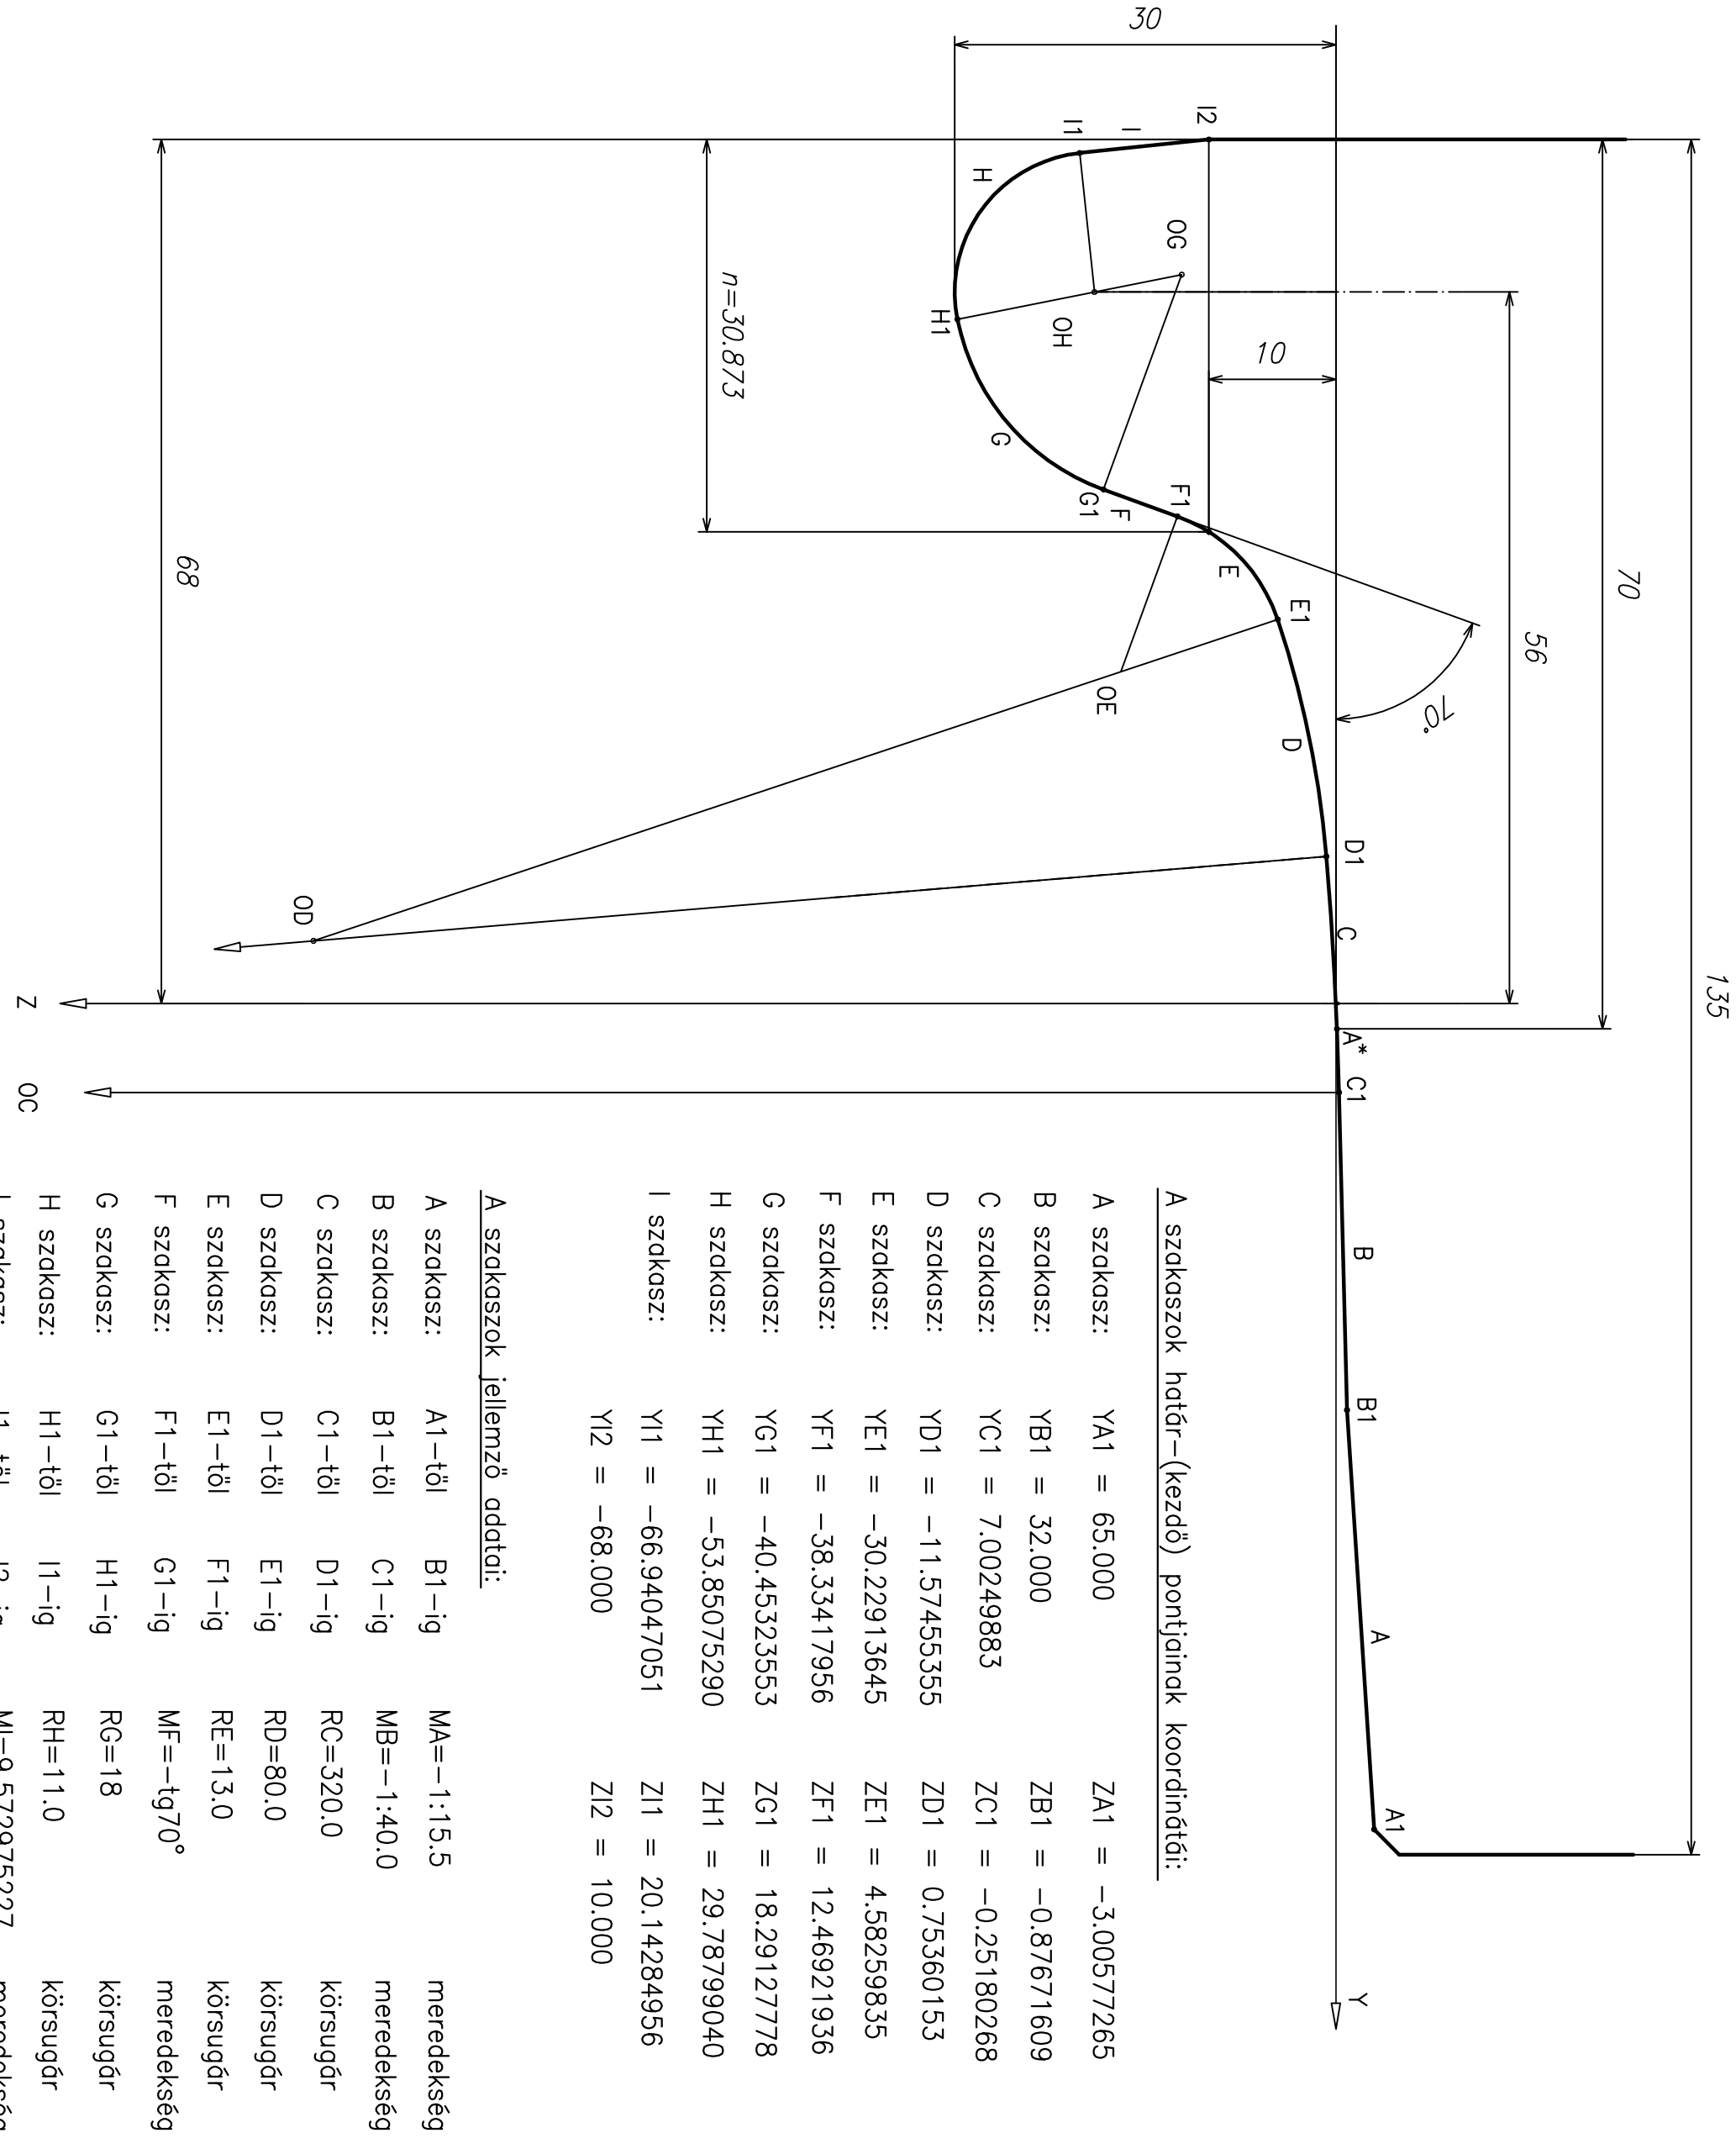 135
70
56
70°
10
30
n=30.873
68
I2
I
I1
H
OG
OH
H1
G
G1
F
F1
E
E1
OE
D
D1
OD
C
A*
C1
B
B1
A
A1
Y
Z
OC
A szakaszok határ–(kezdő) pontjainak koordinátái:
A szakasz: YA1 = 65.000 ZA1 = −3.00577265
B szakasz: YB1 = 32.000 ZB1 = −0.87671609
C szakasz: YC1 = 7.00249883 ZC1 = −0.25180268
D szakasz: YD1 = −11.57455355 ZD1 = 0.75360153
E szakasz: YE1 = −30.22913645 ZE1 = 4.58259835
F szakasz: YF1 = −38.33417956 ZF1 = 12.46921936
G szakasz: YG1 = −40.45323553 ZG1 = 18.29127778
H szakasz: YH1 = −53.85075290 ZH1 = 29.78799040
I szakasz: YI1 = −66.94047051 ZI1 = 20.14284956
YI2 = −68.000 ZI2 = 10.000
A szakaszok jellemző adatai:
A szakasz: A1–től B1–ig MA=−1:15.5 meredekség
B szakasz: B1–től C1–ig MB=−1:40.0 meredekség
C szakasz: C1–től D1–ig RC=320.0 körsugár
D szakasz: D1–től E1–ig RD=80.0 körsugár
E szakasz: E1–től F1–ig RE=13.0 körsugár
F szakasz: F1–től G1–ig MF=−tg70° meredekség
G szakasz: G1–től H1–ig RG=18 körsugár
H szakasz: H1–től I1–ig RH=11.0 körsugár
I szakasz: I1–től I2–ig MI=9.572975227 meredekség